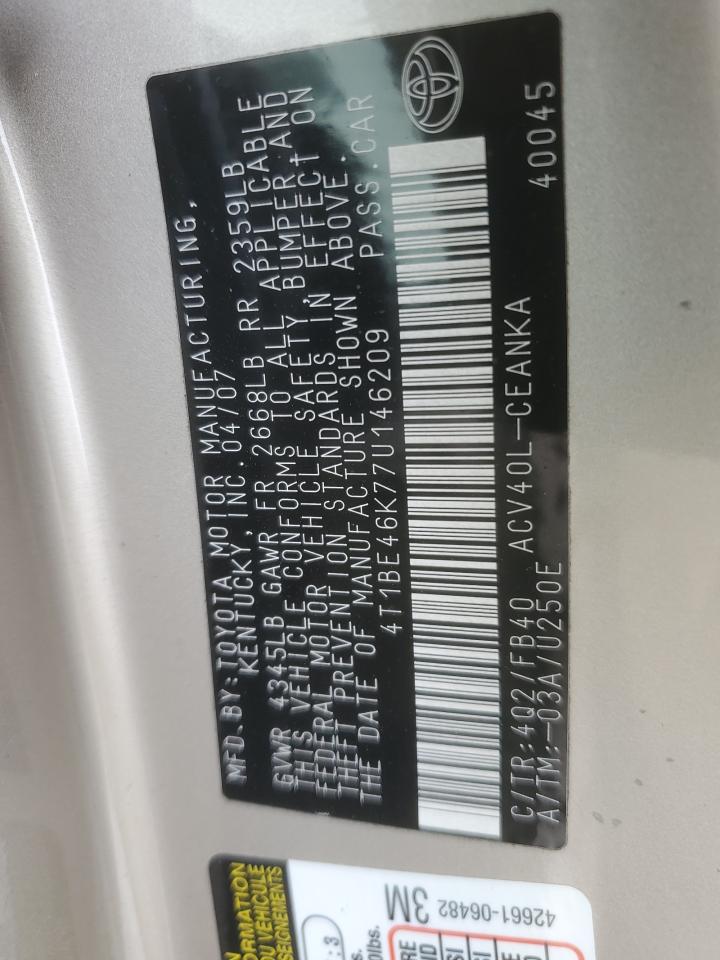 MFD. BY: TOYOTA MOTOR MANUFACTURING,
KENTUCKY, INC. 04/07
GVWR 4345LB GAWR FR 2668LB RR 2359LB
THIS VEHICLE CONFORMS TO ALL APPLICABLE
FEDERAL MOTOR VEHICLE SAFETY, BUMPER, AND
THEFT PREVENTION STANDARDS IN EFFECT ON
THE DATE OF MANUFACTURE SHOWN ABOVE.
4T1BE46K77U146209 PASS. CAR
C/TR: 4Q2/FB40 ACV40L-CEANKA
A/TM: -03A/U250E 40045
42661-06482
3M